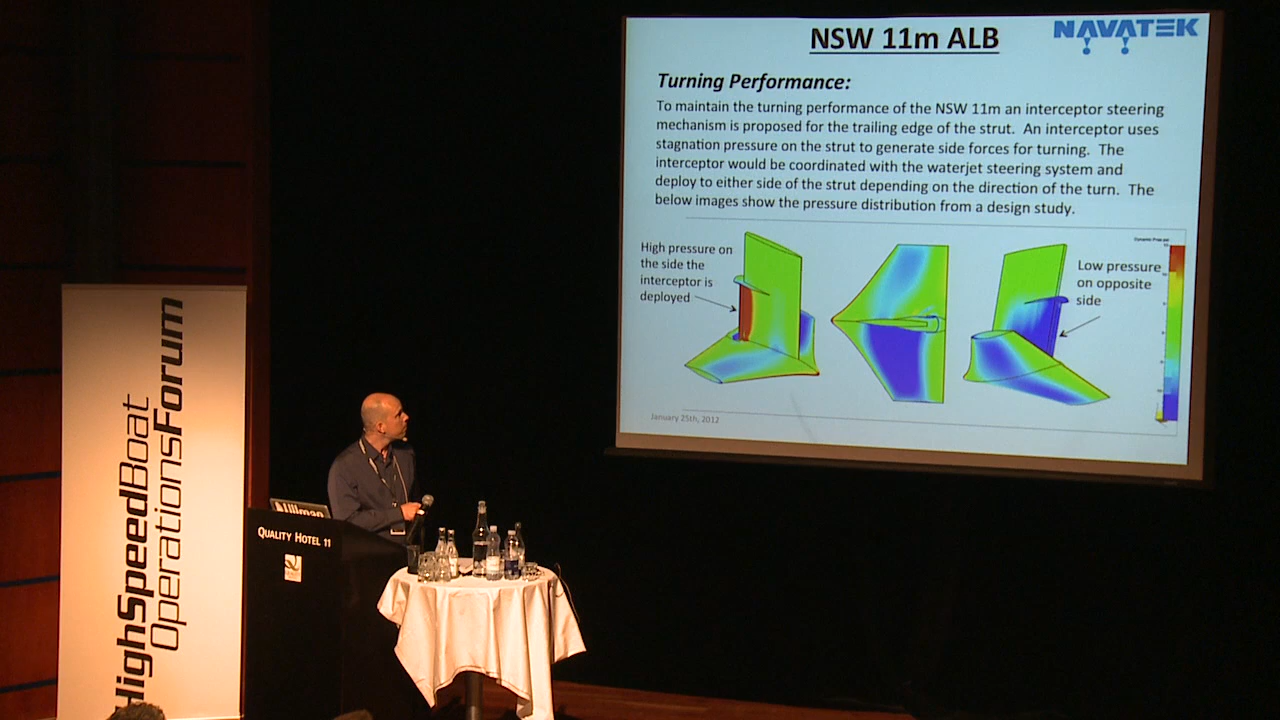 NSW 11m ALB
NAVATEK
Turning Performance:
To maintain the turning performance of the NSW 11m an interceptor steering
mechanism is proposed for the trailing edge of the strut. An interceptor uses
stagnation pressure on the strut to generate side forces for turning. The
interceptor would be coordinated with the waterjet steering system and
deploy to either side of the strut depending on the direction of the turn. The
below images show the pressure distribution from a design study.
High pressure on
the side the
interceptor is
deployed
Low pressure
on opposite
side
January 25th, 2012
HighSpeedBoat
OperationsForum
Ullman
QUALITY HOTEL 11